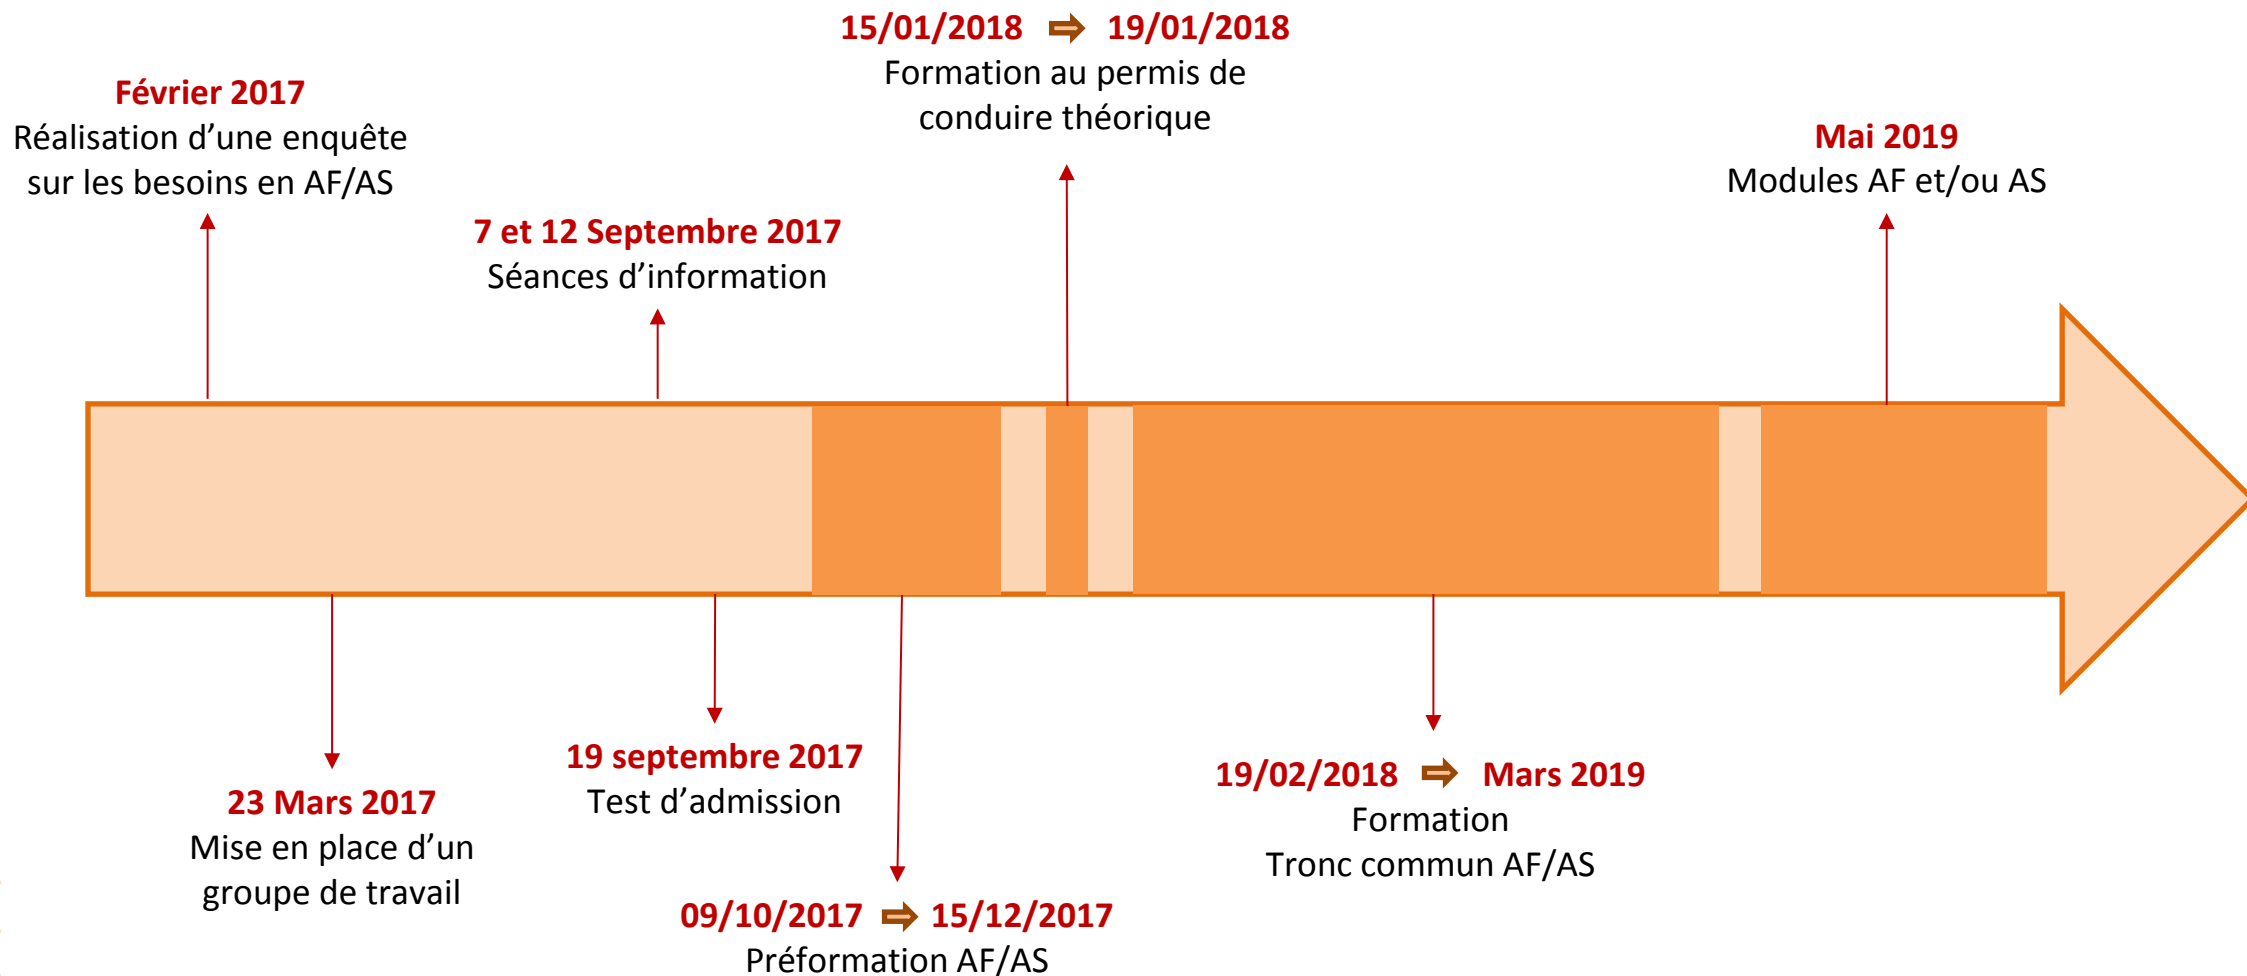 15/01/2018 19/01/2018
Formation au permis de
conduire théorique
Février 2017
Réalisation d’une enquête
sur les besoins en AF/AS
Mai 2019
Modules AF et/ou AS
7 et 12 Septembre 2017
Séances d’information
19 septembre 2017
Test d’admission
23 Mars 2017
Mise en place d’un
groupe de travail
19/02/2018 Mars 2019
Formation
Tronc commun AF/AS
09/10/2017 15/12/2017
Préformation AF/AS